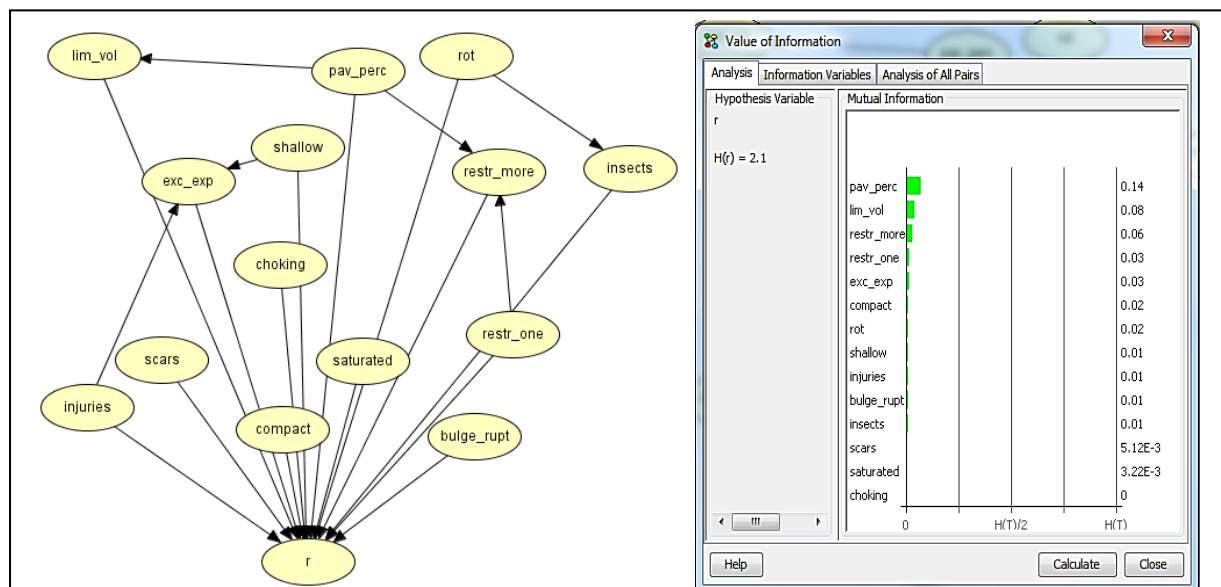 lim_vol
pav_perc
rot
shallow
exc_exp
restr_more
insects
choking
restr_one
scars
saturated
injuries
compact
bulge_rupt
r
Value of Information
Analysis
Information Variables
Analysis of All Pairs
Hypothesis Variable
r
H(r) = 2.1
Mutual Information
pav_perc 0.14
lim_vol 0.08
restr_more 0.06
restr_one 0.03
exc_exp 0.03
compact 0.02
rot 0.02
shallow 0.01
injuries 0.01
bulge_rupt 0.01
insects 0.01
scars 5.12E-3
saturated 3.22E-3
choking 0
0 H(T)/2 H(T)
Help
Calculate
Close